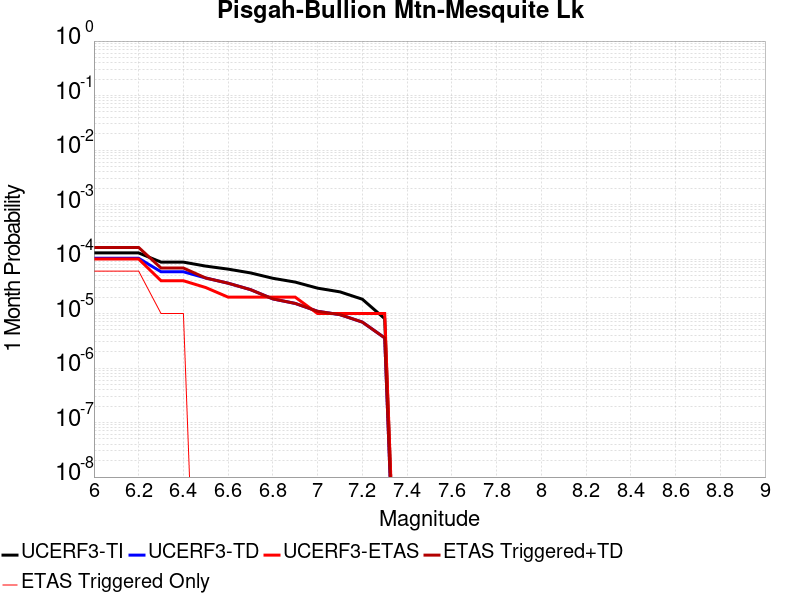 Pisgah-Bullion Mtn-Mesquite Lk
10^0
10^-1
10^-2
10^-3
10^-4
10^-5
10^-6
10^-7
10^-8
1 Month Probability
6 6.2 6.4 6.6 6.8 7 7.2 7.4 7.6 7.8 8 8.2 8.4 8.6 8.8 9
Magnitude
UCERF3-TI UCERF3-TD UCERF3-ETAS ETAS Triggered+TD
ETAS Triggered Only